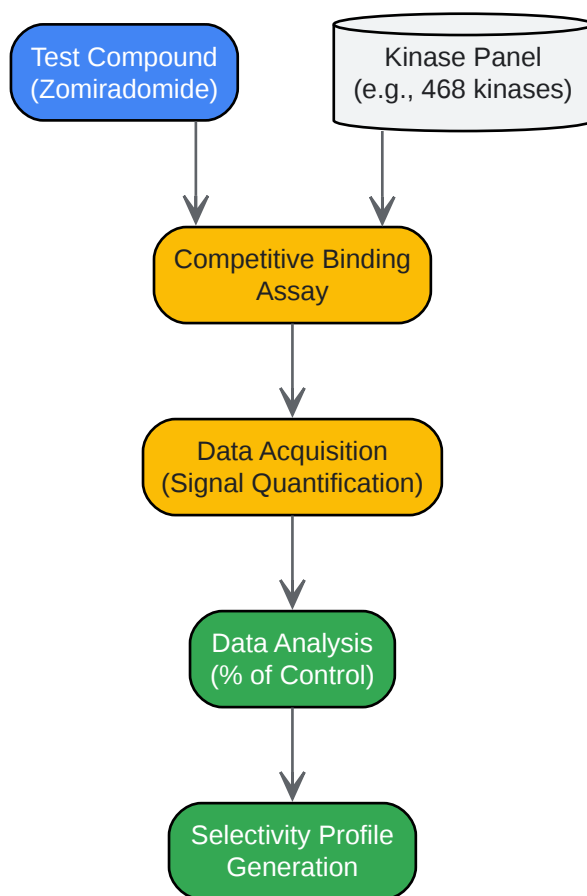 Test Compound
(Zomiradomide)
Kinase Panel
(e.g., 468 kinases)
Competitive Binding
Assay
Data Acquisition
(Signal Quantification)
Data Analysis
(% of Control)
Selectivity Profile
Generation